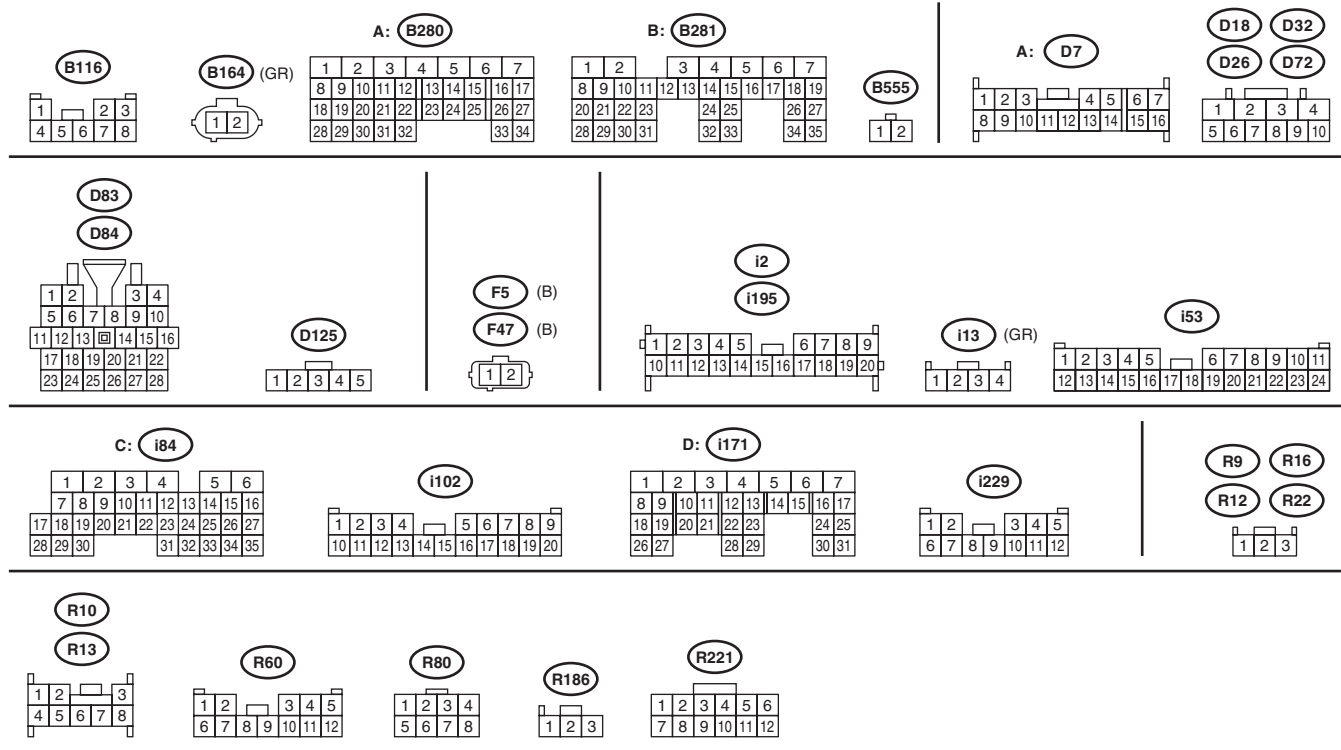 B116
1 2 3
4 5 6 7 8
B164 (GR)
1 2
A: B280
1 2 3 4 5 6 7
8 9 10 11 12 13 14 15 16 17
18 19 20 21 22 23 24 25 26 27
28 29 30 31 32 33 34
B: B281
1 2 3 4 5 6 7
8 9 10 11 12 13 14 15 16 17 18 19
20 21 22 23 24 25 26 27
28 29 30 31 32 33 34 35
B555
1 2
A: D7
1 2 3 4 5 6 7
8 9 10 11 12 13 14 15 16
D18 D32
D26 D72
1 2 3 4
5 6 7 8 9 10
D83
D84
1 2 3 4
5 6 7 8 9 10
11 12 13 14 15 16
17 18 19 20 21 22
23 24 25 26 27 28
D125
1 2 3 4 5
F5 (B)
F47 (B)
1 2
i2
i195
1 2 3 4 5 6 7 8 9
10 11 12 13 14 15 16 17 18 19 20
i13 (GR)
1 2 3 4
i53
1 2 3 4 5 6 7 8 9 10 11
12 13 14 15 16 17 18 19 20 21 22 23 24
C: i84
1 2 3 4 5 6
7 8 9 10 11 12 13 14 15 16
17 18 19 20 21 22 23 24 25 26 27
28 29 30 31 32 33 34 35
i102
1 2 3 4 5 6 7 8 9
10 11 12 13 14 15 16 17 18 19 20
D: i171
1 2 3 4 5 6 7
8 9 10 11 12 13 14 15 16 17
18 19 20 21 22 23 24 25
26 27 28 29 30 31
i229
1 2 3 4 5
6 7 8 9 10 11 12
R9 R16
R12 R22
1 2 3
R10
R13
1 2 3
4 5 6 7 8
R60
1 2 3 4 5
6 7 8 9 10 11 12
R80
1 2 3 4
5 6 7 8
R186
1 2 3
R221
1 2 3 4 5 6
7 8 9 10 11 12